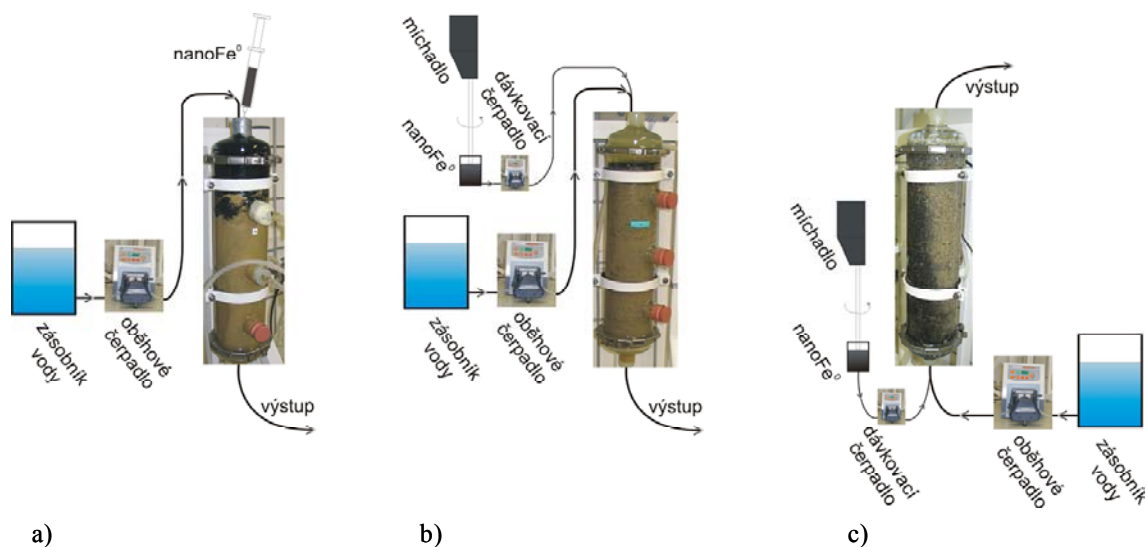 nanoFe⁰
zásobník
vody
oběhové
čerpadlo
výstup
a)
míchadlo
nanoFe⁰
dávkovací
čerpadlo
zásobník
vody
oběhové
čerpadlo
výstup
b)
výstup
míchadlo
nanoFe⁰
dávkovací
čerpadlo
oběhové
čerpadlo
zásobník
vody
c)